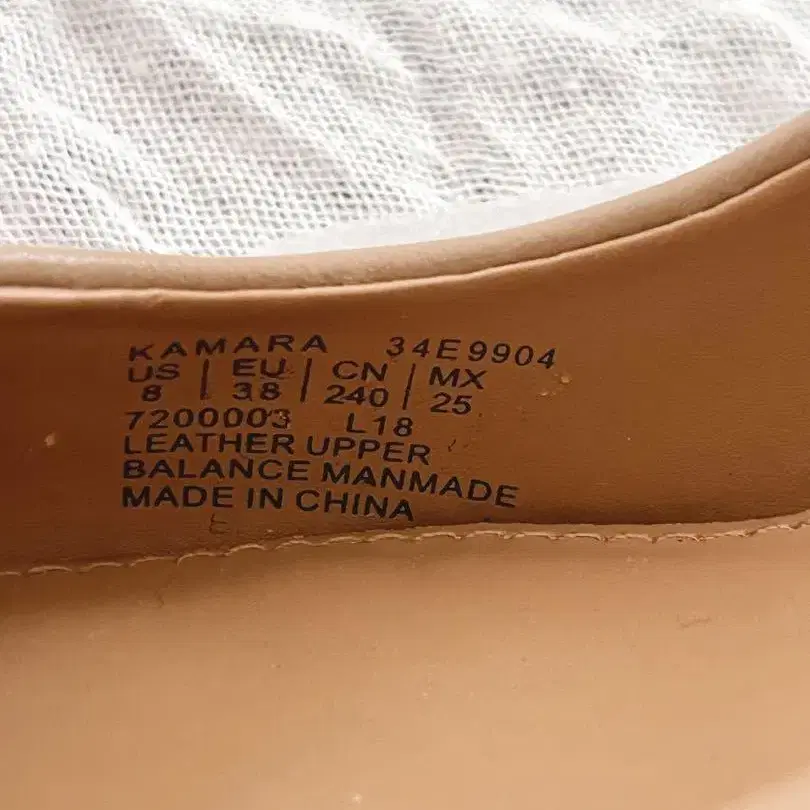 KAMARA 34E9904
US | EU | CN | MX
8 | 38 | 240 | 25
7200003 L18
LEATHER UPPER
BALANCE MANMADE
MADE IN CHINA